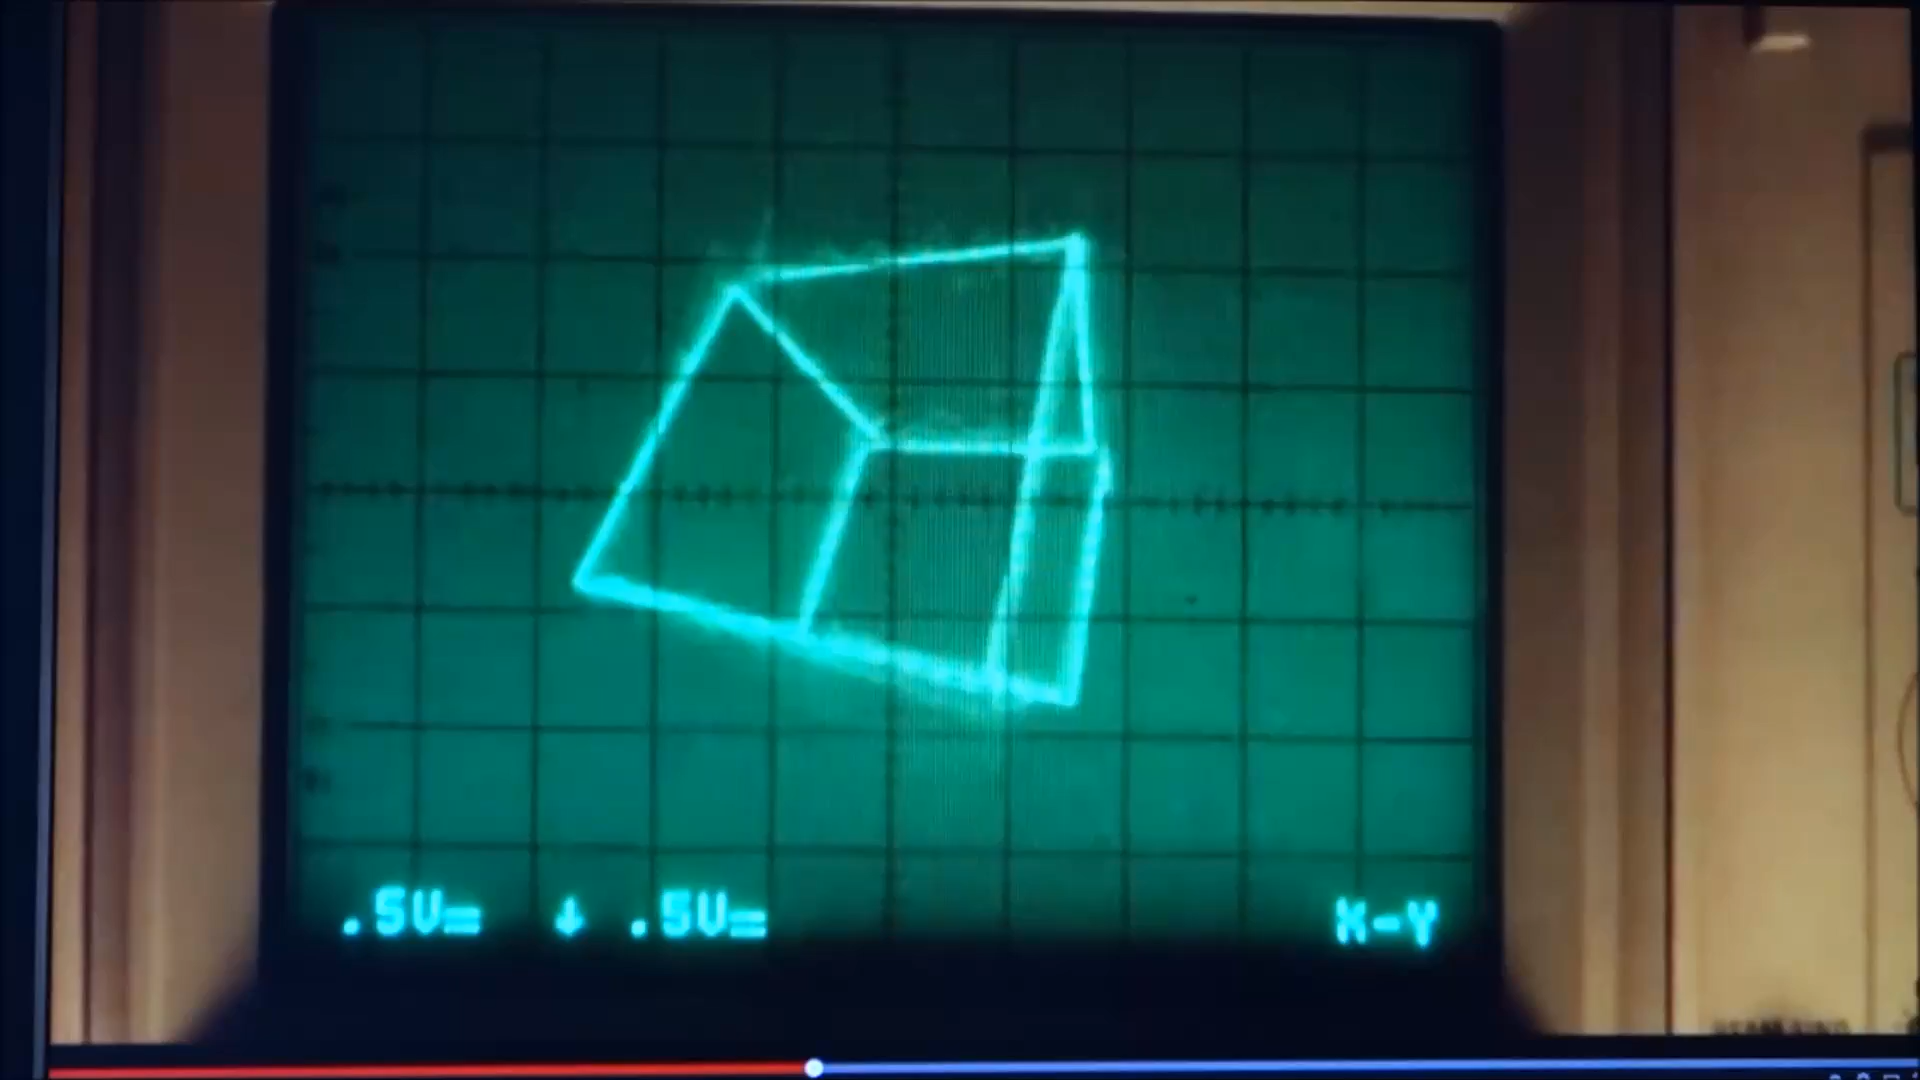 .5V= ↓ .5V= X-Y